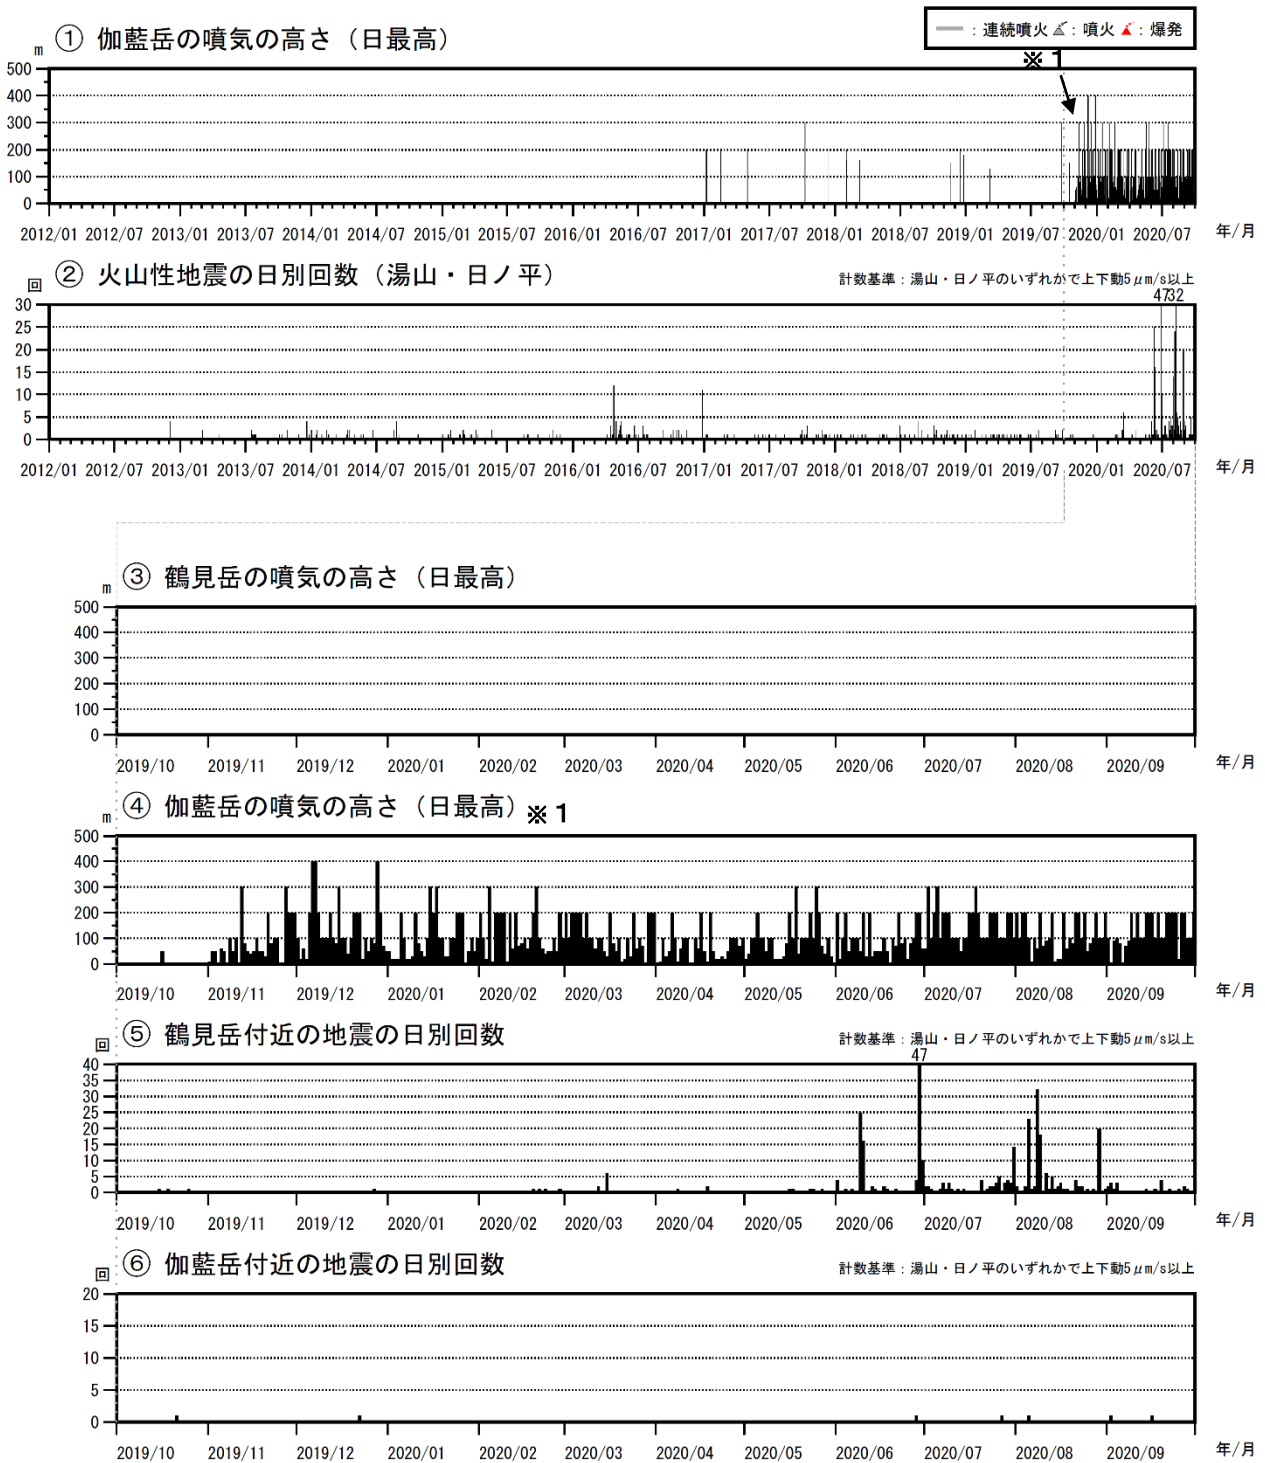 ━ : 連続噴火 : 噴火 : 爆発
① 伽藍岳の噴気の高さ（日最高）
※1
m
500
400
300
200
100
0
2012/01 2012/07 2013/01 2013/07 2014/01 2014/07 2015/01 2015/07 2016/01 2016/07 2017/01 2017/07 2018/01 2018/07 2019/01 2019/07 2020/01 2020/07 年/月
② 火山性地震の日別回数（湯山・日ノ平） 計数基準：湯山・日ノ平のいずれかで上下動5μm/s以上
回
4732
30
25
20
15
10
5
0
2012/01 2012/07 2013/01 2013/07 2014/01 2014/07 2015/01 2015/07 2016/01 2016/07 2017/01 2017/07 2018/01 2018/07 2019/01 2019/07 2020/01 2020/07 年/月
③ 鶴見岳の噴気の高さ（日最高）
m
500
400
300
200
100
0
2019/10 2019/11 2019/12 2020/01 2020/02 2020/03 2020/04 2020/05 2020/06 2020/07 2020/08 2020/09 年/月
④ 伽藍岳の噴気の高さ（日最高）※1
m
500
400
300
200
100
0
2019/10 2019/11 2019/12 2020/01 2020/02 2020/03 2020/04 2020/05 2020/06 2020/07 2020/08 2020/09 年/月
⑤ 鶴見岳付近の地震の日別回数 計数基準：湯山・日ノ平のいずれかで上下動5μm/s以上
回
47
40
35
30
25
20
15
10
5
0
2019/10 2019/11 2019/12 2020/01 2020/02 2020/03 2020/04 2020/05 2020/06 2020/07 2020/08 2020/09 年/月
⑥ 伽藍岳付近の地震の日別回数 計数基準：湯山・日ノ平のいずれかで上下動5μm/s以上
回
20
15
10
5
0
2019/10 2019/11 2019/12 2020/01 2020/02 2020/03 2020/04 2020/05 2020/06 2020/07 2020/08 2020/09 年/月